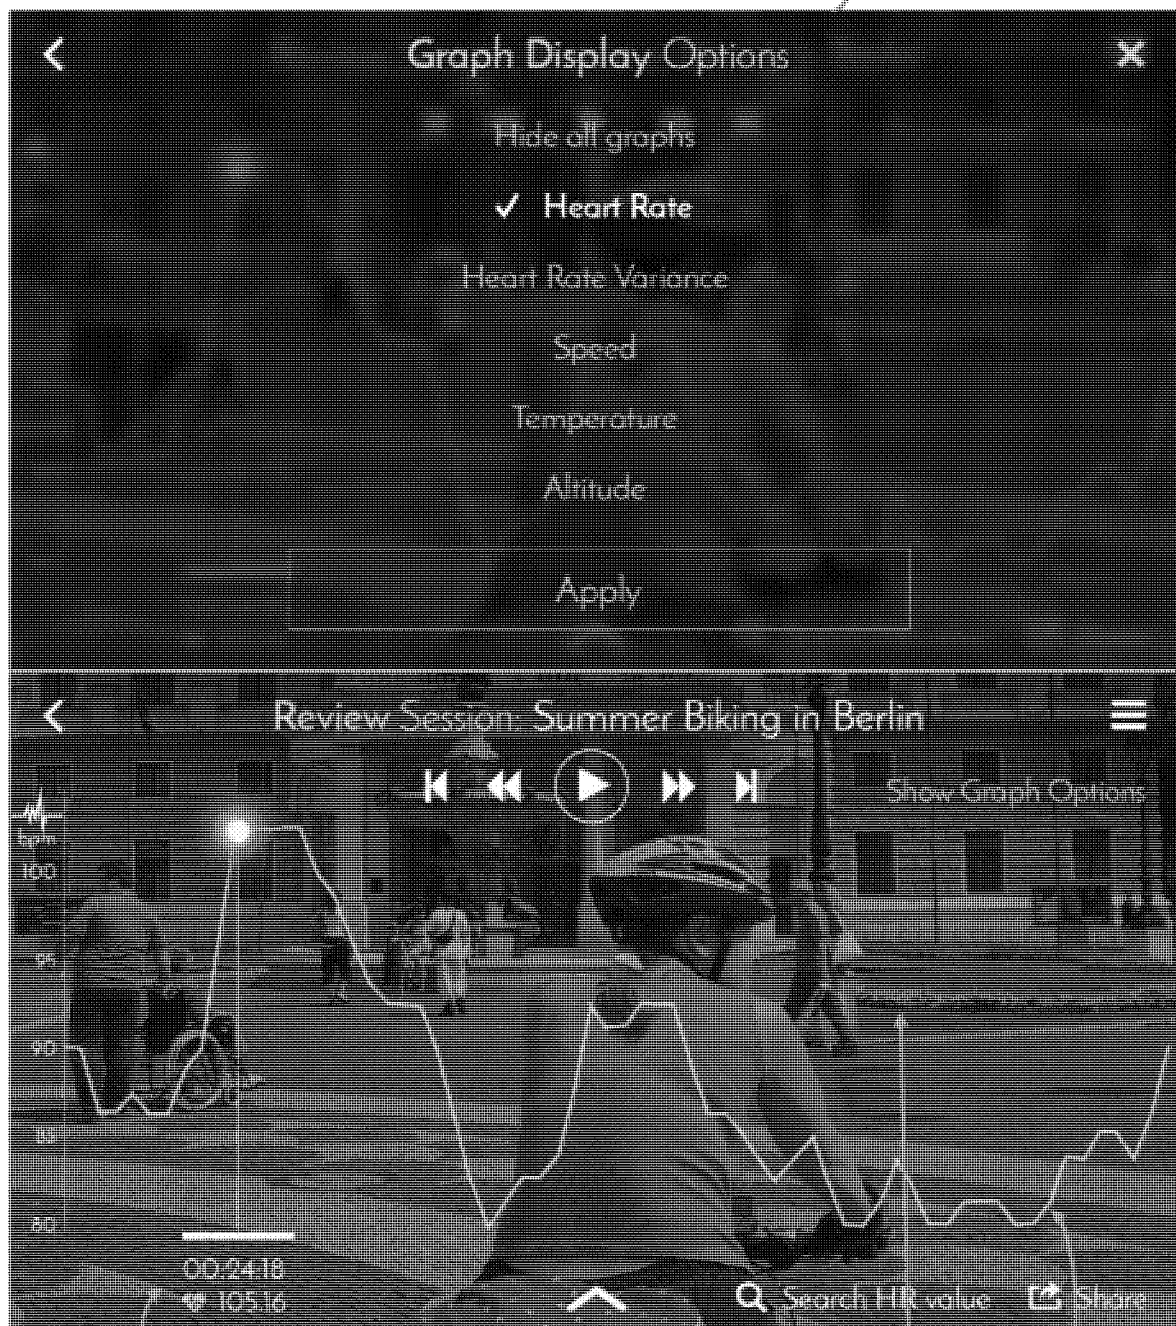 Graph Display Options
Hide all graphs
Heart Rate
Heart Rate Variance
Speed
Temperature
Altitude
Apply
Review Session: Summer Biking in Berlin
Show Graph Options
bpm
100
95
90
85
80
00:24:18
105.16
Search HR value
Share